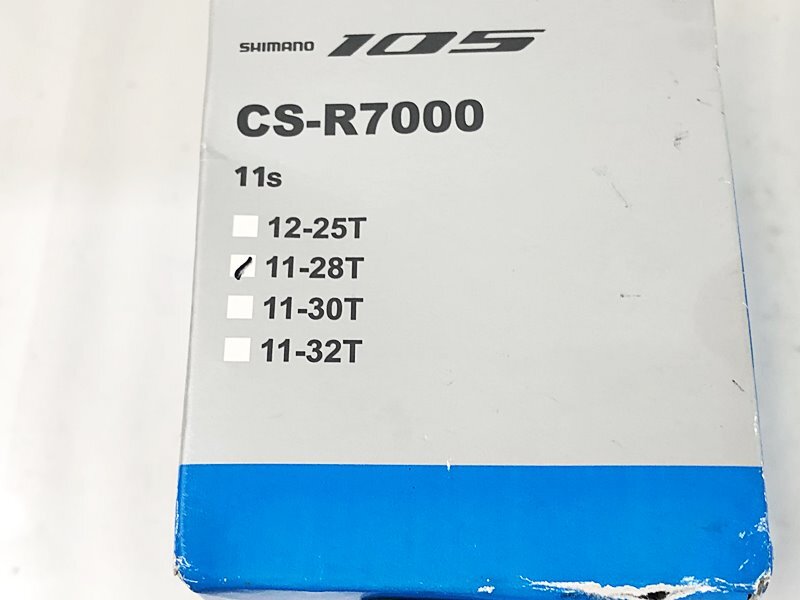 SHIMANO 105
CS-R7000
11s
12-25T
11-28T
11-30T
11-32T